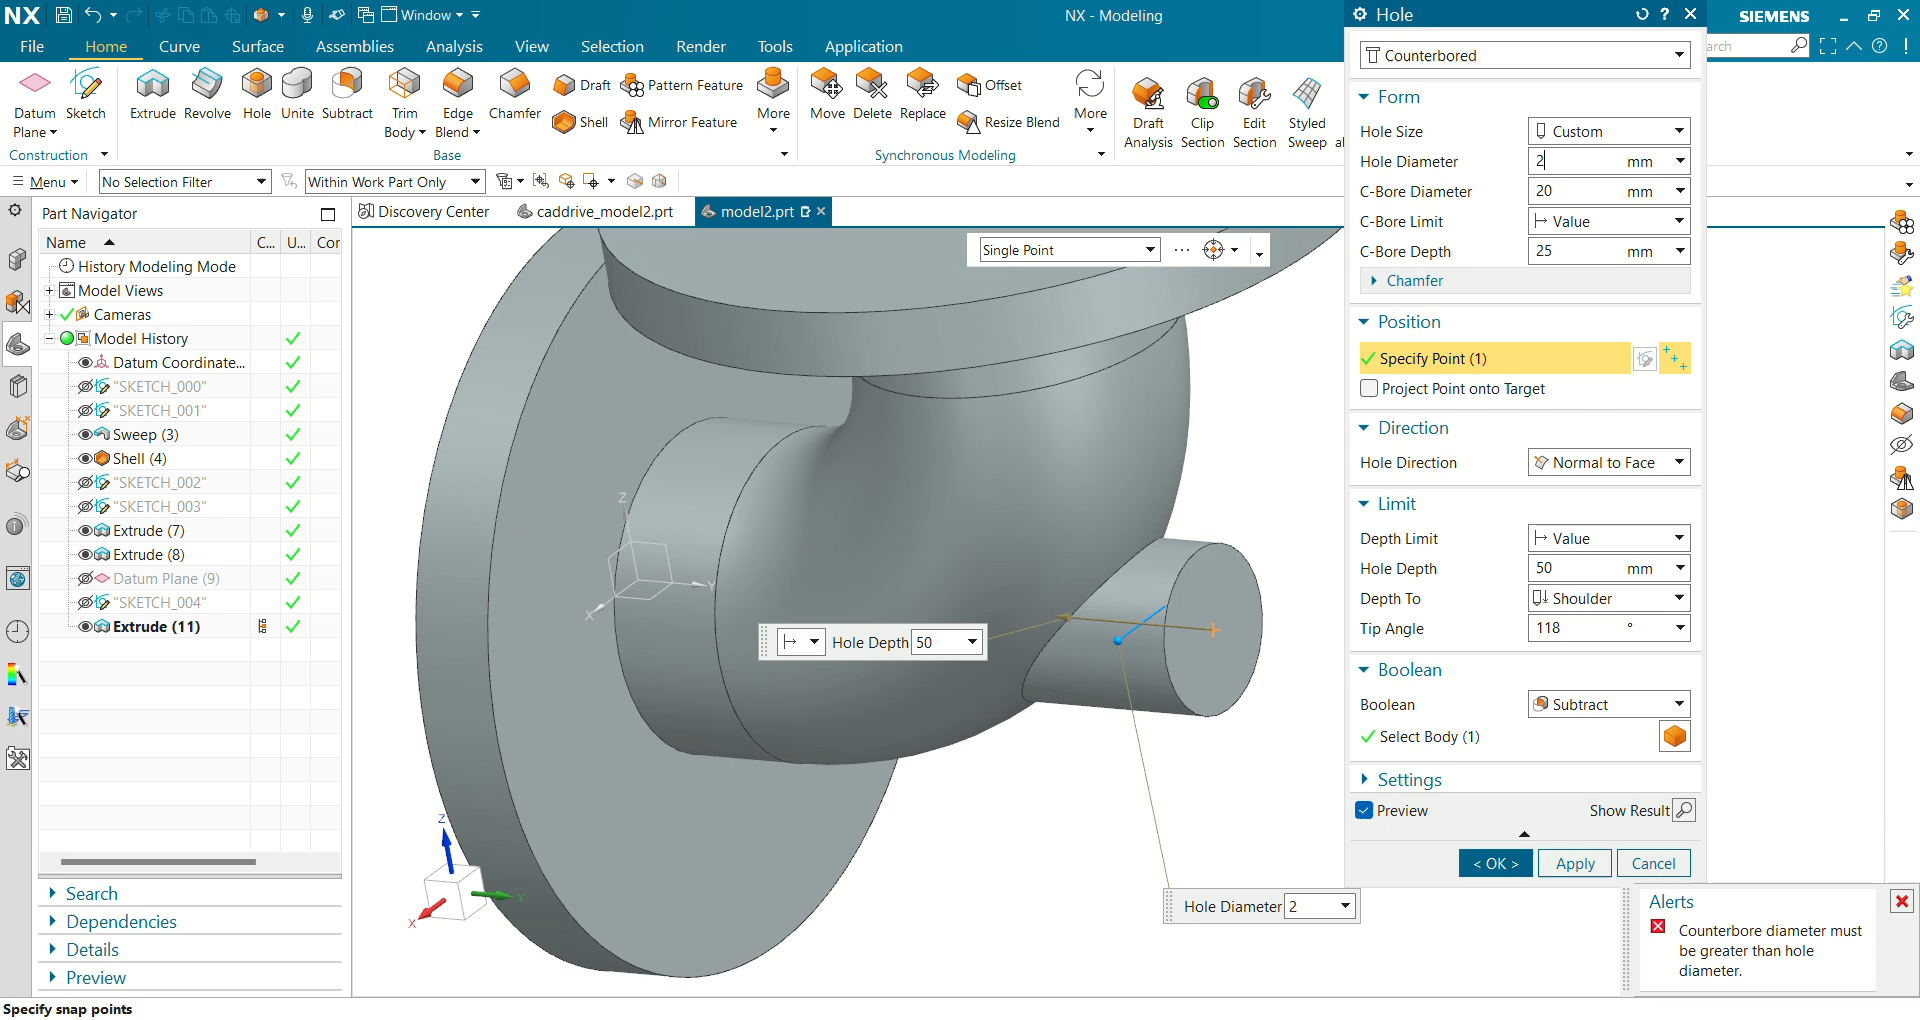 NX
Window
NX - Modeling
Hole
SIEMENS
File
Home
Curve
Surface
Assemblies
Analysis
View
Selection
Render
Tools
Application
arch
Datum
Plane
Sketch
Construction
Extrude
Revolve
Hole
Unite
Subtract
Trim
Body
Edge
Blend
Chamfer
Draft
Shell
Pattern Feature
Mirror Feature
More
Base
Move
Delete
Replace
Offset
Resize Blend
More
Synchronous Modeling
Draft
Analysis
Clip
Section
Edit
Section
Styled
Sweep
Menu
No Selection Filter
Within Work Part Only
Part Navigator
Discovery Center
caddrive_model2.prt
model2.prt
Name
C...
U...
Cor
History Modeling Mode
Model Views
Cameras
Model History
Datum Coordinate...
"SKETCH_000"
"SKETCH_001"
Sweep (3)
Shell (4)
"SKETCH_002"
"SKETCH_003"
Extrude (7)
Extrude (8)
Datum Plane (9)
"SKETCH_004"
Extrude (11)
Search
Dependencies
Details
Preview
Specify snap points
Single Point
Z
Y
X
Hole Depth 50
Hole Diameter 2
Z
Y
X
Counterbored
Form
Hole Size Custom
Hole Diameter 2 mm
C-Bore Diameter 20 mm
C-Bore Limit Value
C-Bore Depth 25 mm
Chamfer
Position
Specify Point (1)
Project Point onto Target
Direction
Hole Direction Normal to Face
Limit
Depth Limit Value
Hole Depth 50 mm
Depth To Shoulder
Tip Angle 118 °
Boolean
Boolean Subtract
Select Body (1)
Settings
Preview Show Result
< OK > Apply Cancel
Alerts
Counterbore diameter must
be greater than hole
diameter.